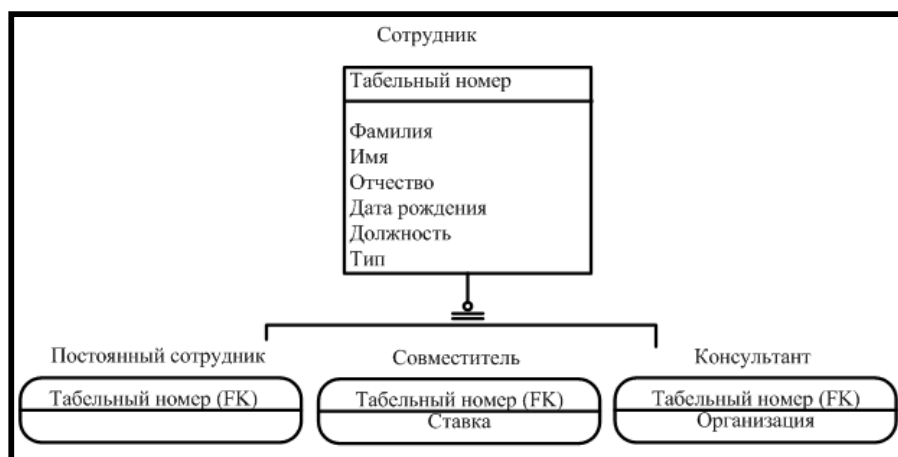 Сотрудник
Табельный номер
Фамилия
Имя
Отчество
Дата рождения
Должность
Тип
Постоянный сотрудник
Совместитель
Консультант
Табельный номер (FK)
Табельный номер (FK)
Табельный номер (FK)
Ставка
Организация